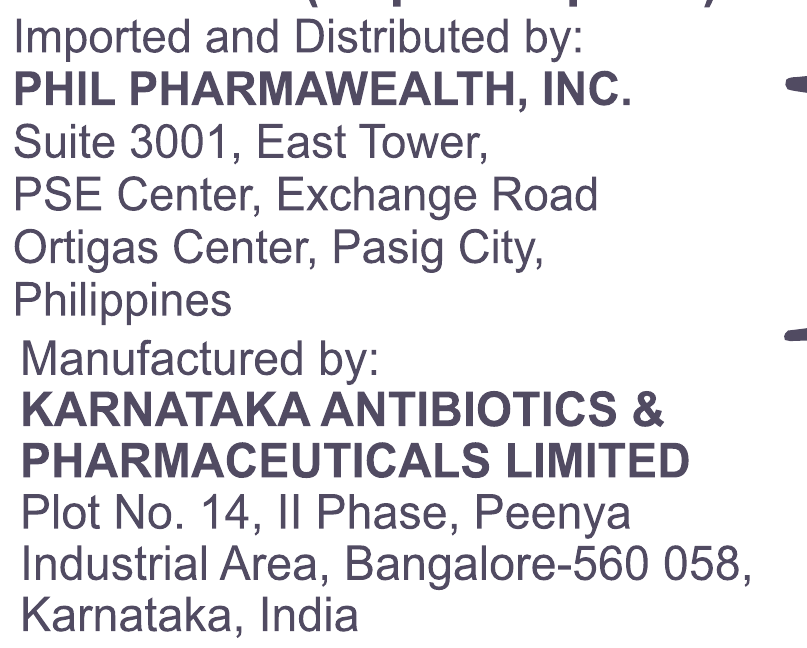 Imported and Distributed by:
PHIL PHARMAWEALTH, INC.
Suite 3001, East Tower,
PSE Center, Exchange Road
Ortigas Center, Pasig City,
Philippines
Manufactured by:
KARNATAKA ANTIBIOTICS &
PHARMACEUTICALS LIMITED
Plot No. 14, II Phase, Peenya
Industrial Area, Bangalore-560 058,
Karnataka, India